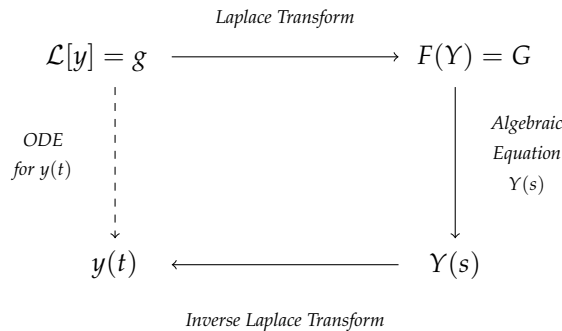 Laplace Transform
ℒ[y] = g
F(Y) = G
ODE
for y(t)
Algebraic
Equation
Y(s)
y(t)
Y(s)
Inverse Laplace Transform